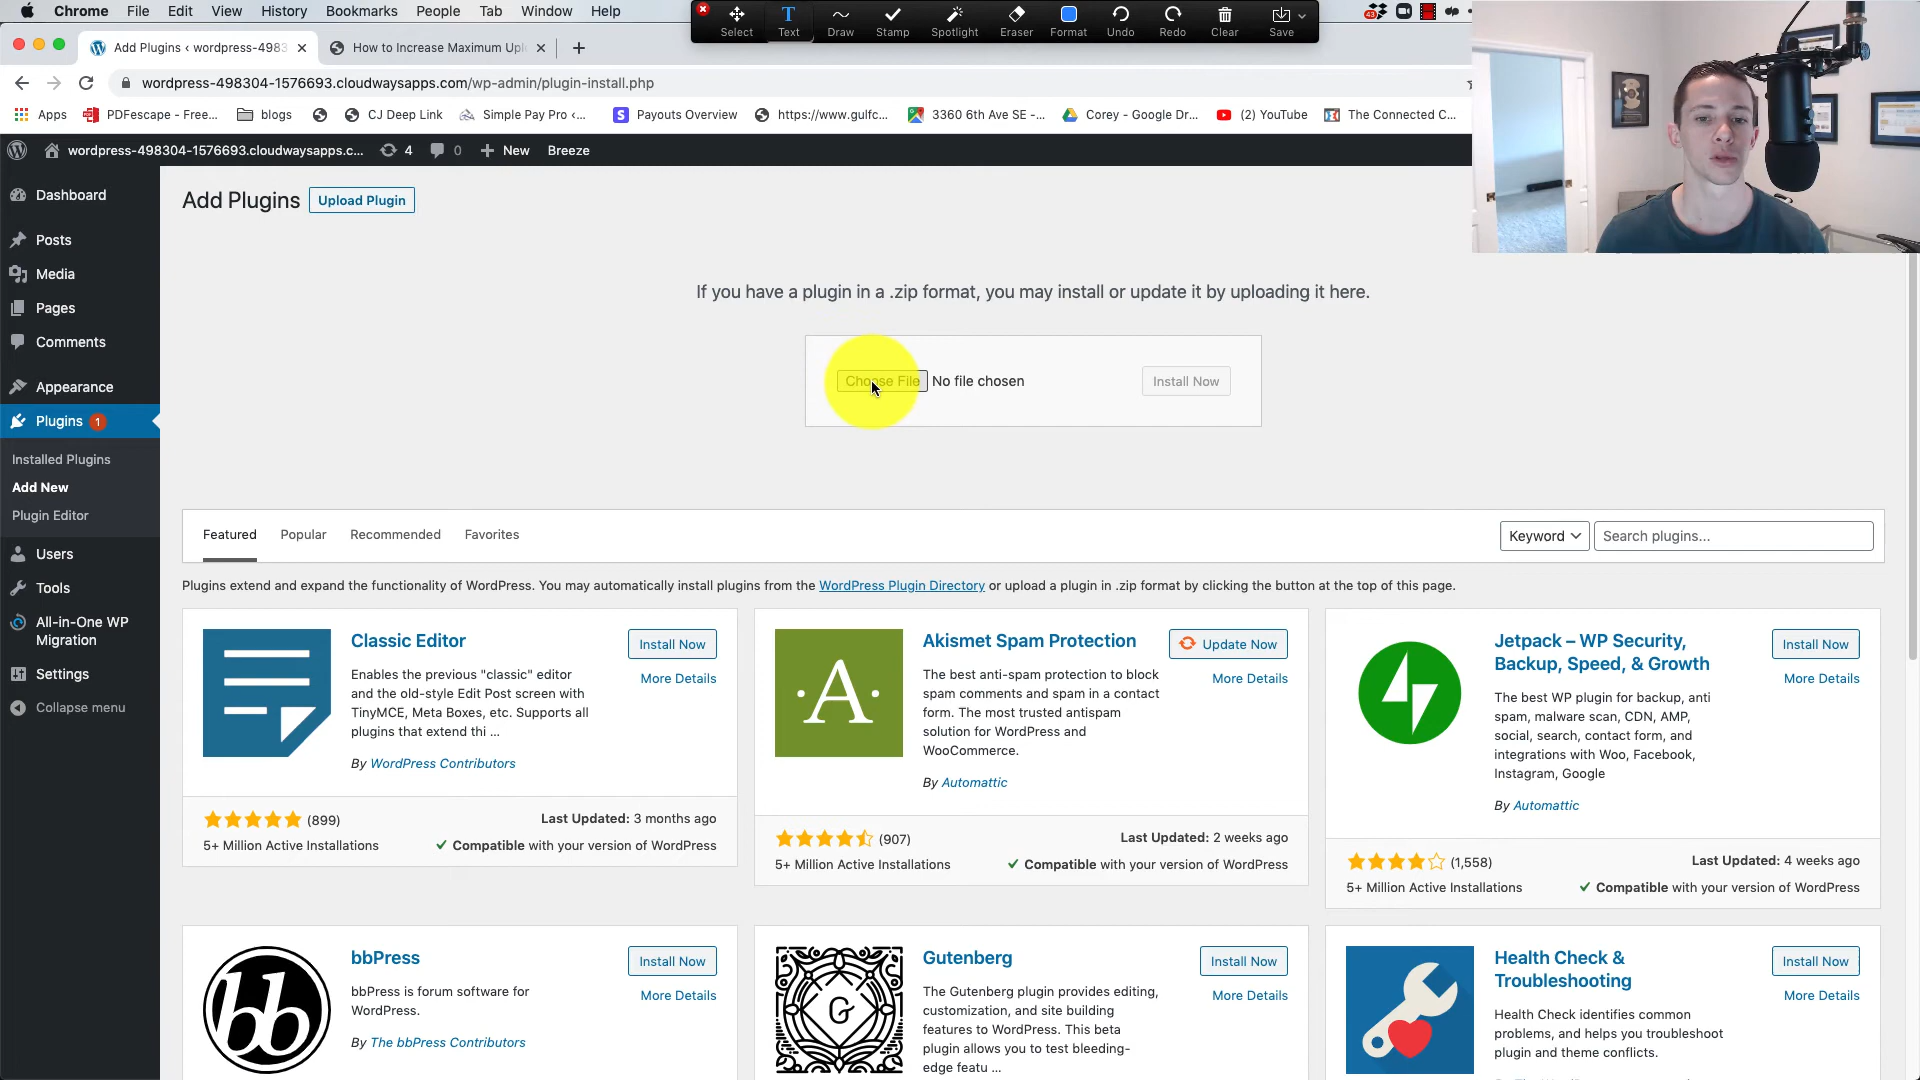 Chrome File Edit View History Bookmarks People Tab Window Help
Select Text Draw Stamp Spotlight Eraser Format Undo Redo Clear Save
43
Add Plugins ‹ wordpress-4983
How to Increase Maximum Upl
wordpress-498304-1576693.cloudwaysapps.com/wp-admin/plugin-install.php
Apps PDFescape - Free... blogs CJ Deep Link Simple Pay Pro ‹... Payouts Overview https://www.gulfc... 3360 6th Ave SE -... Corey - Google Dr... (2) YouTube The Connected C...
wordpress-498304-1576693.cloudwaysapps.c... 4 0 New Breeze
Dashboard
Posts
Media
Pages
Comments
Appearance
Plugins 1
Installed Plugins
Add New
Plugin Editor
Users
Tools
All-in-One WP
Migration
Settings
Collapse menu
Add Plugins Upload Plugin
If you have a plugin in a .zip format, you may install or update it by uploading it here.
Choose File No file chosen Install Now
Featured Popular Recommended Favorites Keyword Search plugins...
Plugins extend and expand the functionality of WordPress. You may automatically install plugins from the WordPress Plugin Directory or upload a plugin in .zip format by clicking the button at the top of this page.
Classic Editor
Install Now
More Details
Enables the previous "classic" editor
and the old-style Edit Post screen with
TinyMCE, Meta Boxes, etc. Supports all
plugins that extend thi ...
By WordPress Contributors
(899)
Last Updated: 3 months ago
5+ Million Active Installations
Compatible with your version of WordPress
A
Akismet Spam Protection
Update Now
More Details
The best anti-spam protection to block
spam comments and spam in a contact
form. The most trusted antispam
solution for WordPress and
WooCommerce.
By Automattic
(907)
Last Updated: 2 weeks ago
5+ Million Active Installations
Compatible with your version of WordPress
Jetpack – WP Security,
Backup, Speed, & Growth
Install Now
More Details
The best WP plugin for backup, anti
spam, malware scan, CDN, AMP,
social, search, contact form, and
integrations with Woo, Facebook,
Instagram, Google
By Automattic
(1,558)
Last Updated: 4 weeks ago
5+ Million Active Installations
Compatible with your version of WordPress
bb
bbPress
Install Now
More Details
bbPress is forum software for
WordPress.
By The bbPress Contributors
G
Gutenberg
Install Now
More Details
The Gutenberg plugin provides editing,
customization, and site building
features to WordPress. This beta
plugin allows you to test bleeding-
edge featu ...
Health Check &
Troubleshooting
Install Now
More Details
Health Check identifies common
problems, and helps you troubleshoot
plugin and theme conflicts.